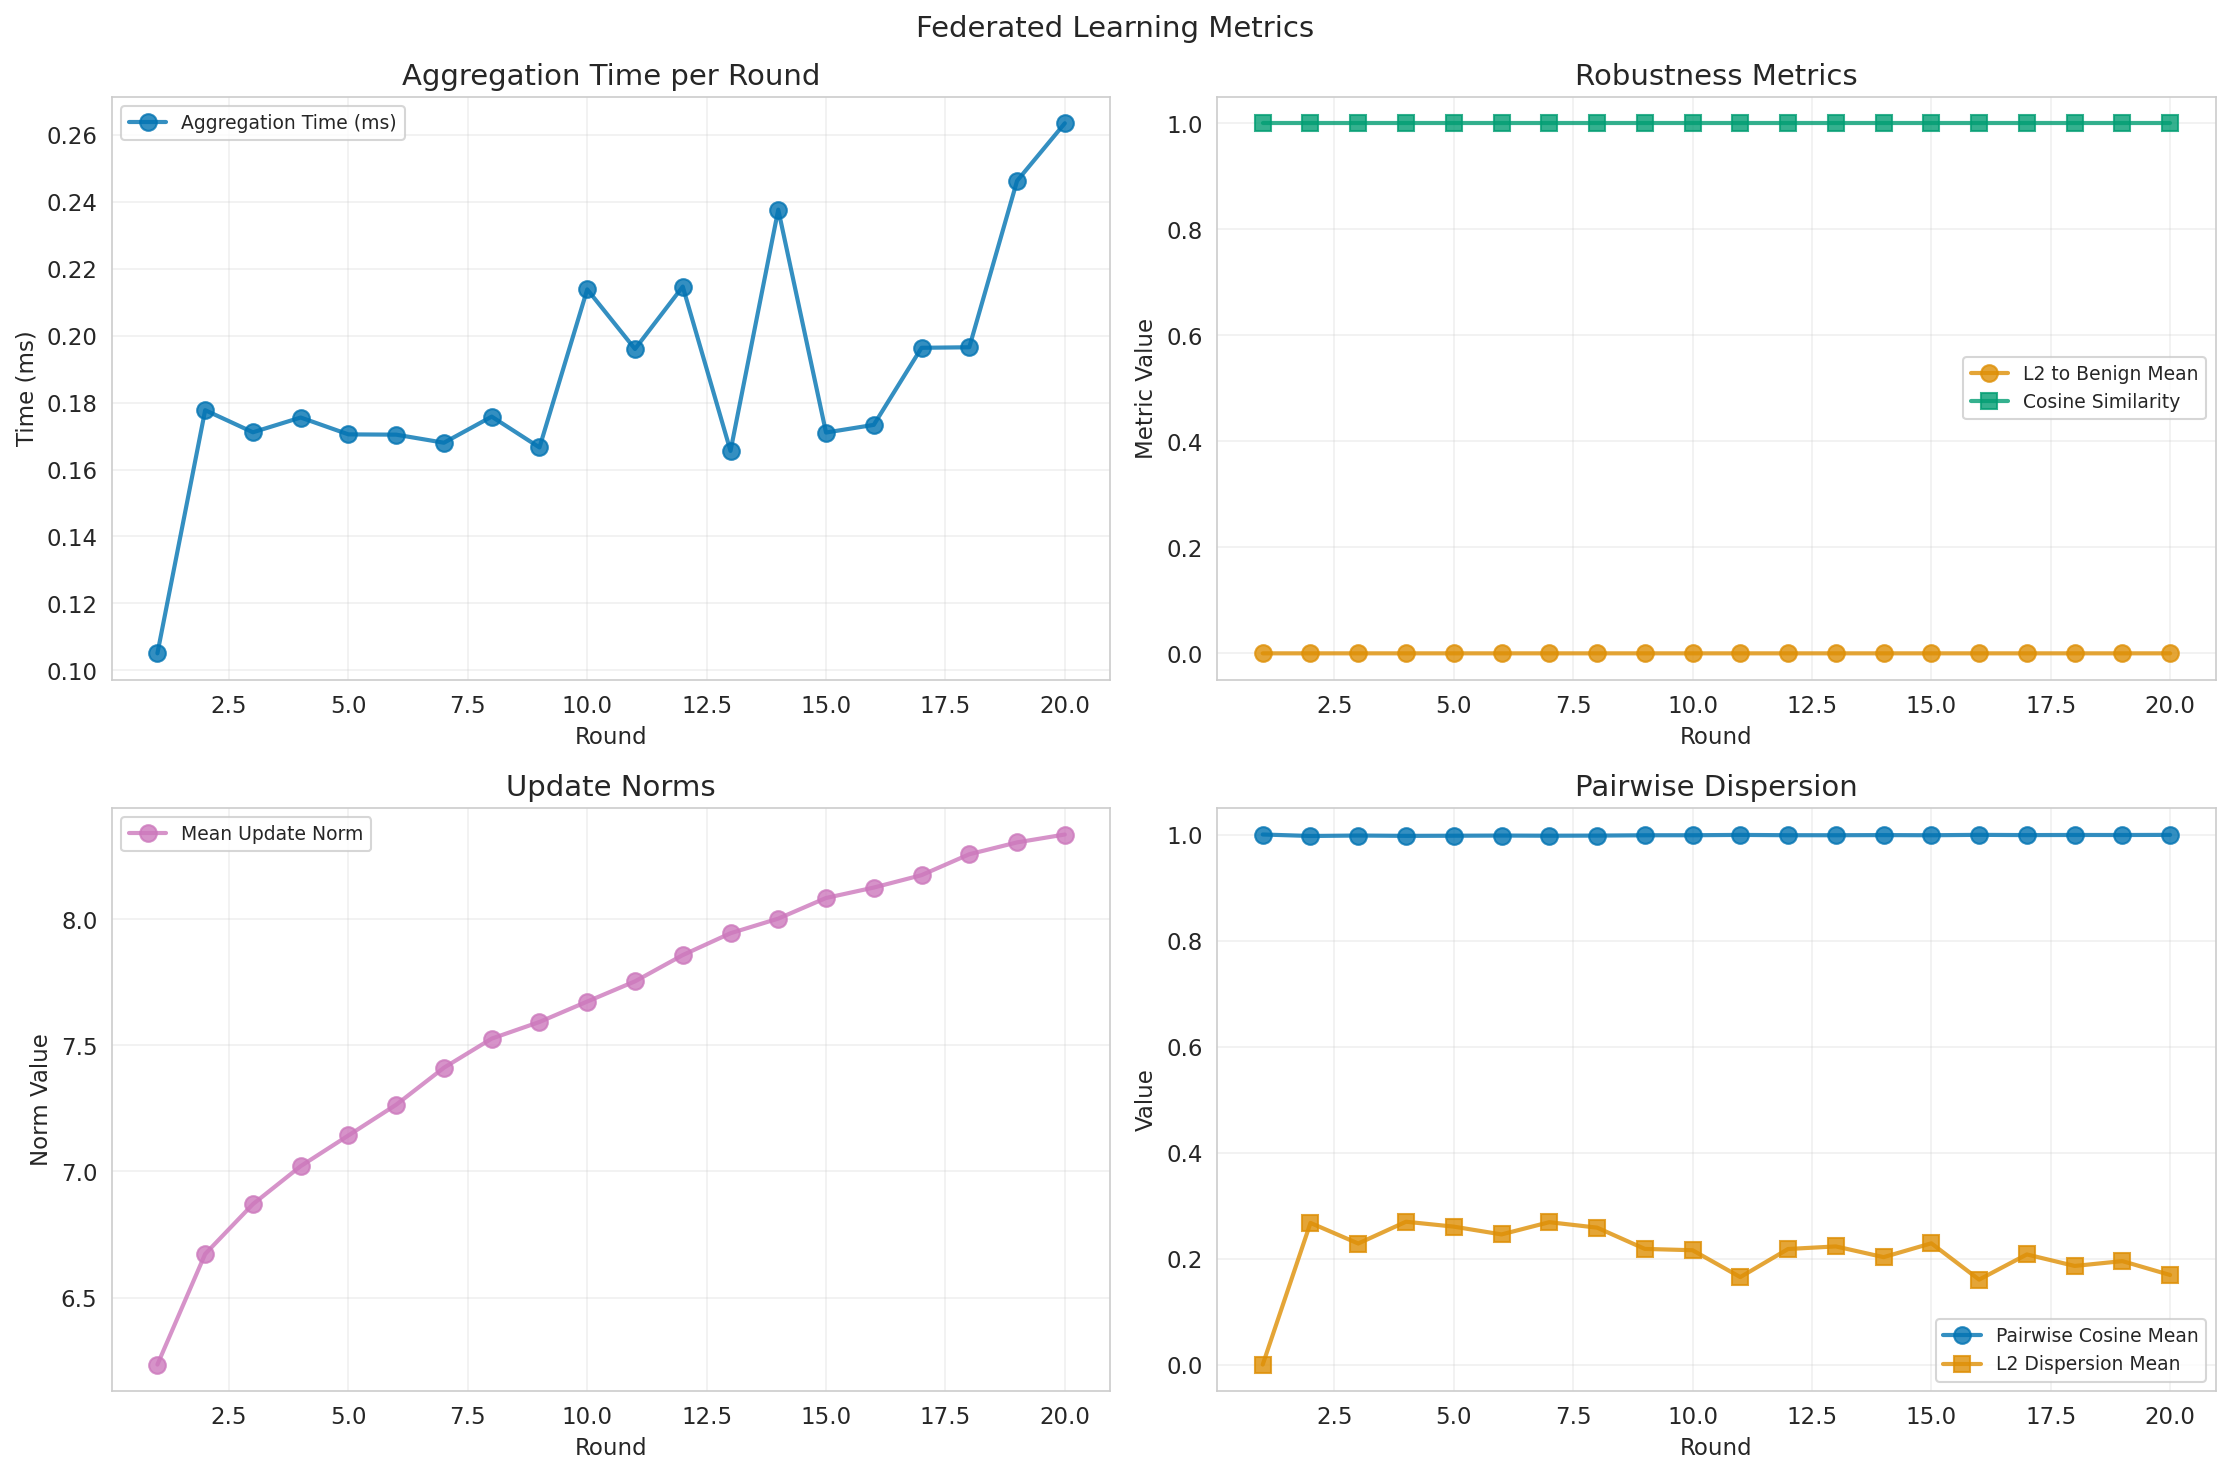 Federated Learning Metrics
Aggregation Time per Round
Aggregation Time (ms)
0.26
0.24
0.22
0.20
0.18
0.16
0.14
0.12
0.10
Time (ms)
2.5 5.0 7.5 10.0 12.5 15.0 17.5 20.0
Round
Robustness Metrics
1.0
0.8
0.6
0.4
0.2
0.0
Metric Value
L2 to Benign Mean
Cosine Similarity
2.5 5.0 7.5 10.0 12.5 15.0 17.5 20.0
Round
Update Norms
Mean Update Norm
8.0
7.5
7.0
6.5
Norm Value
2.5 5.0 7.5 10.0 12.5 15.0 17.5 20.0
Round
Pairwise Dispersion
1.0
0.8
0.6
0.4
0.2
0.0
Value
Pairwise Cosine Mean
L2 Dispersion Mean
2.5 5.0 7.5 10.0 12.5 15.0 17.5 20.0
Round